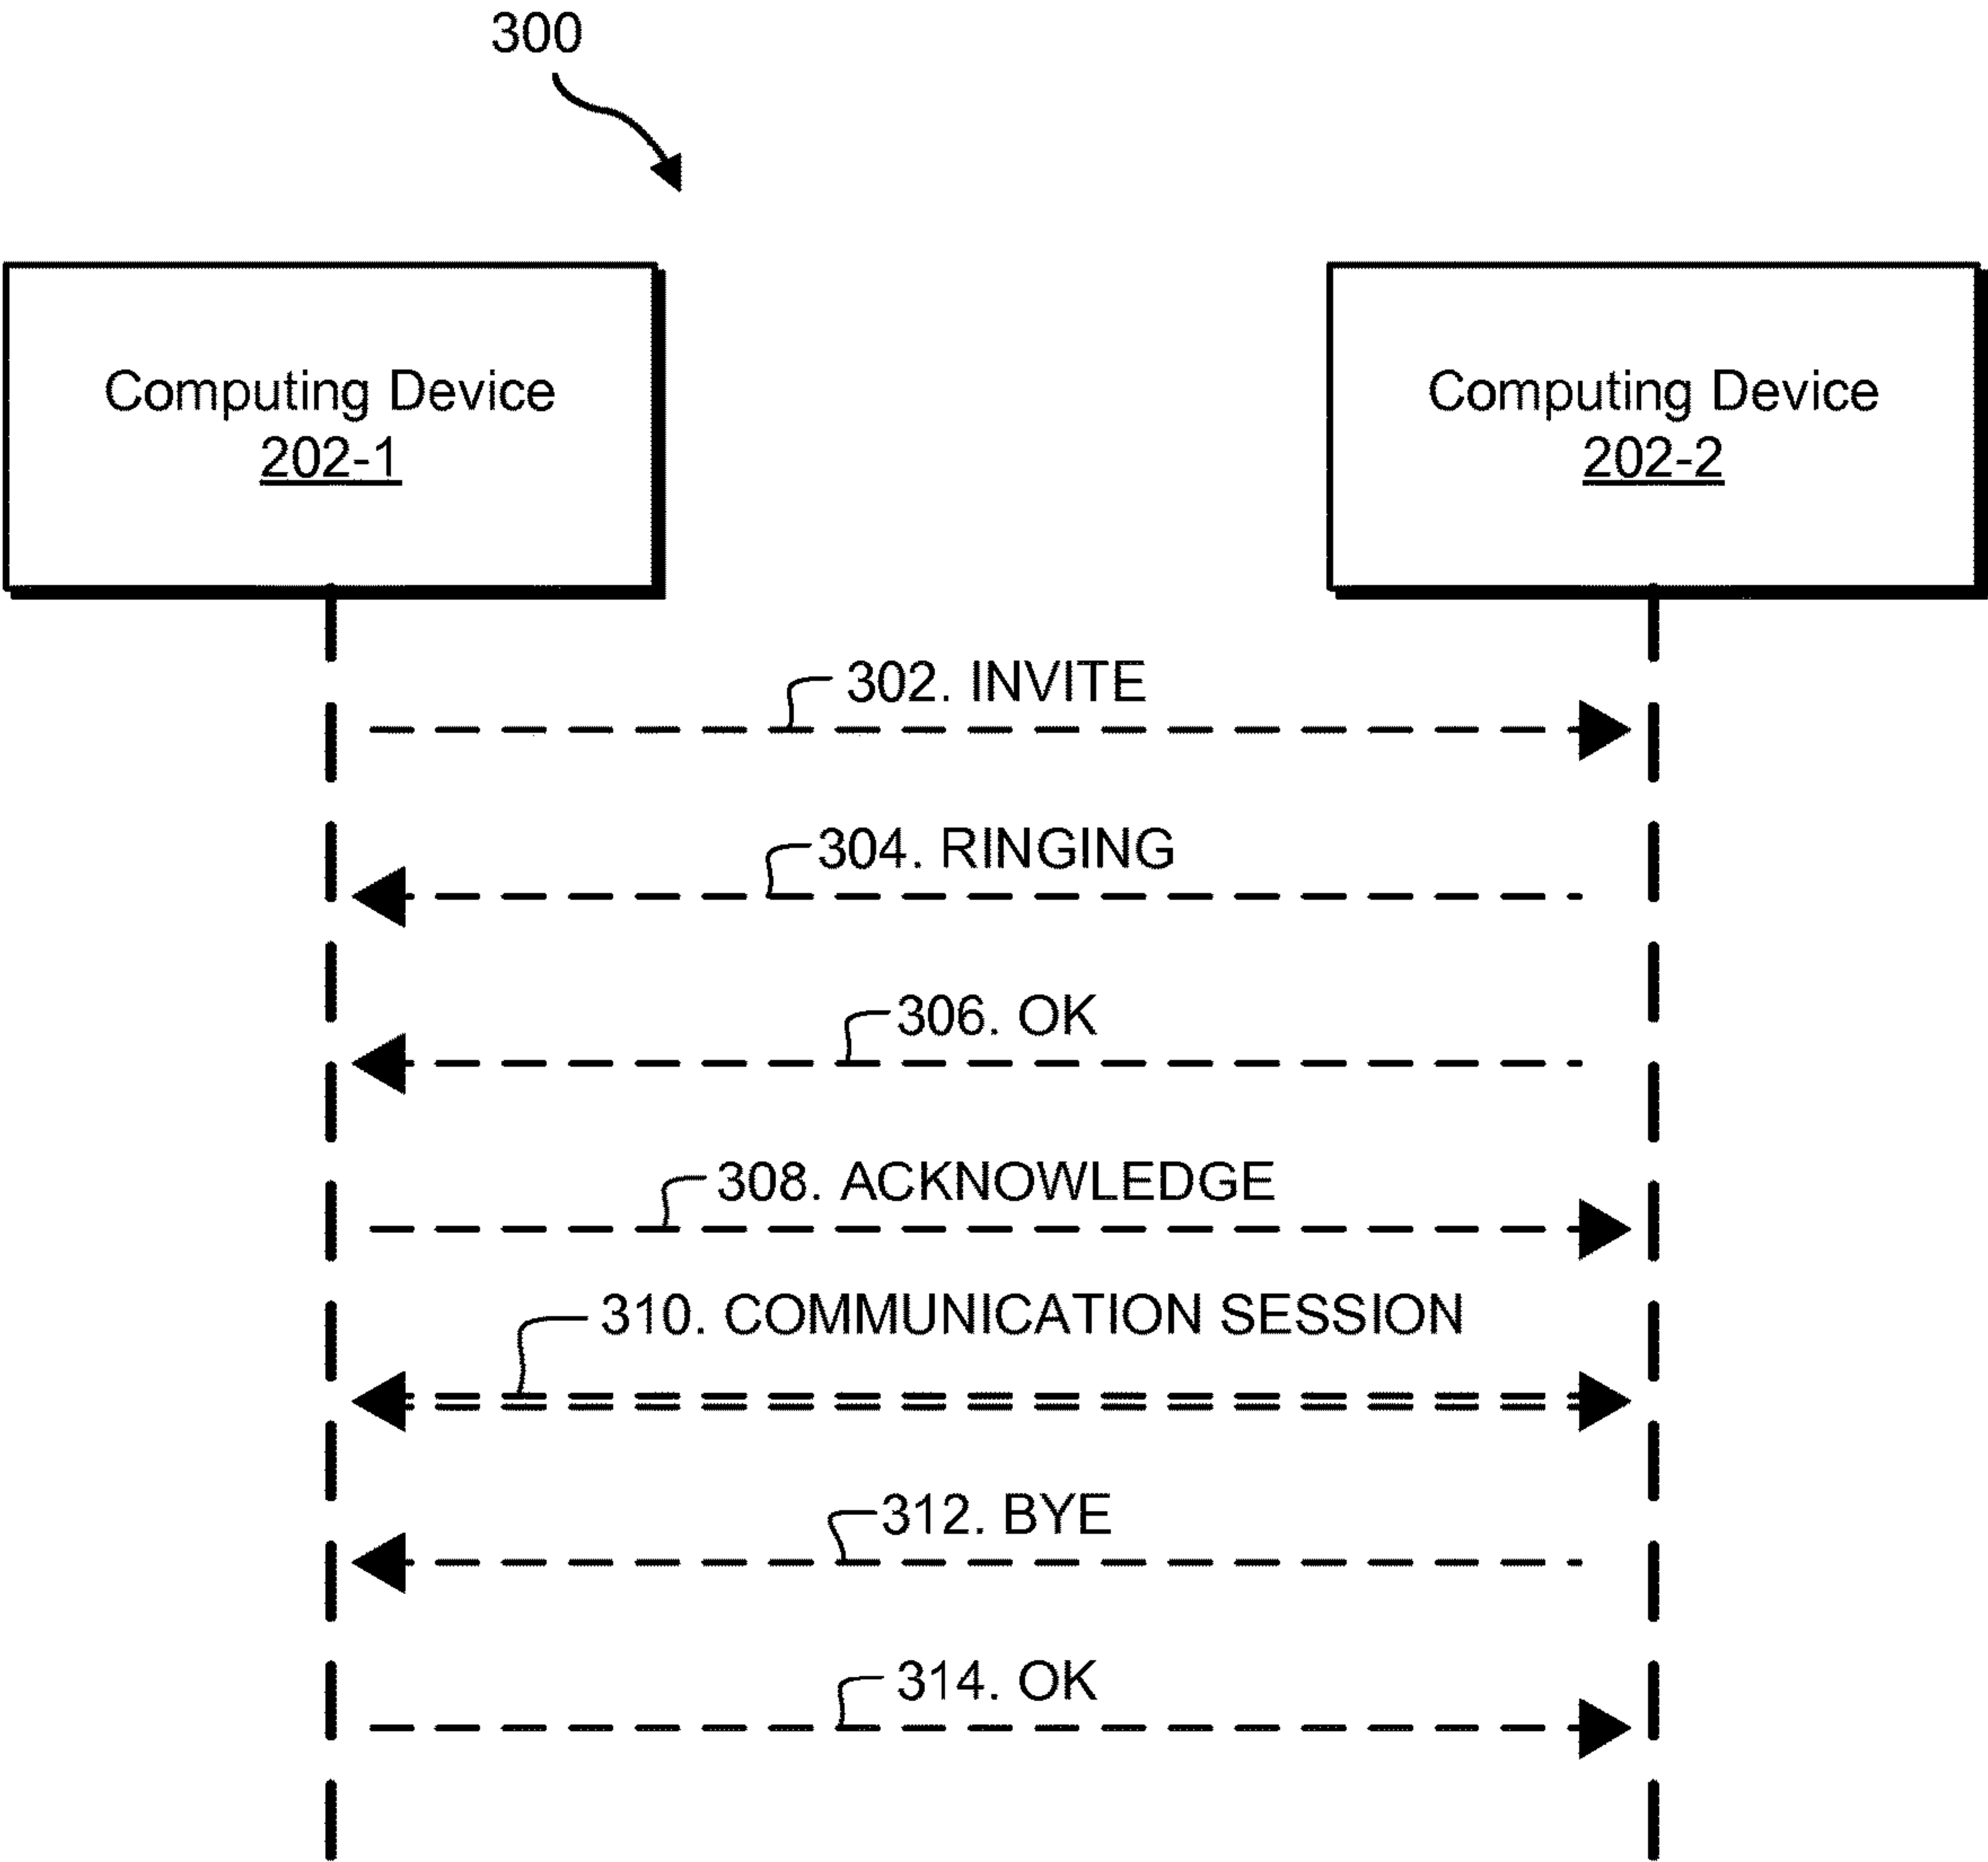 300
Computing Device
202-1
Computing Device
202-2
302. INVITE
304. RINGING
306. OK
308. ACKNOWLEDGE
310. COMMUNICATION SESSION
312. BYE
314. OK